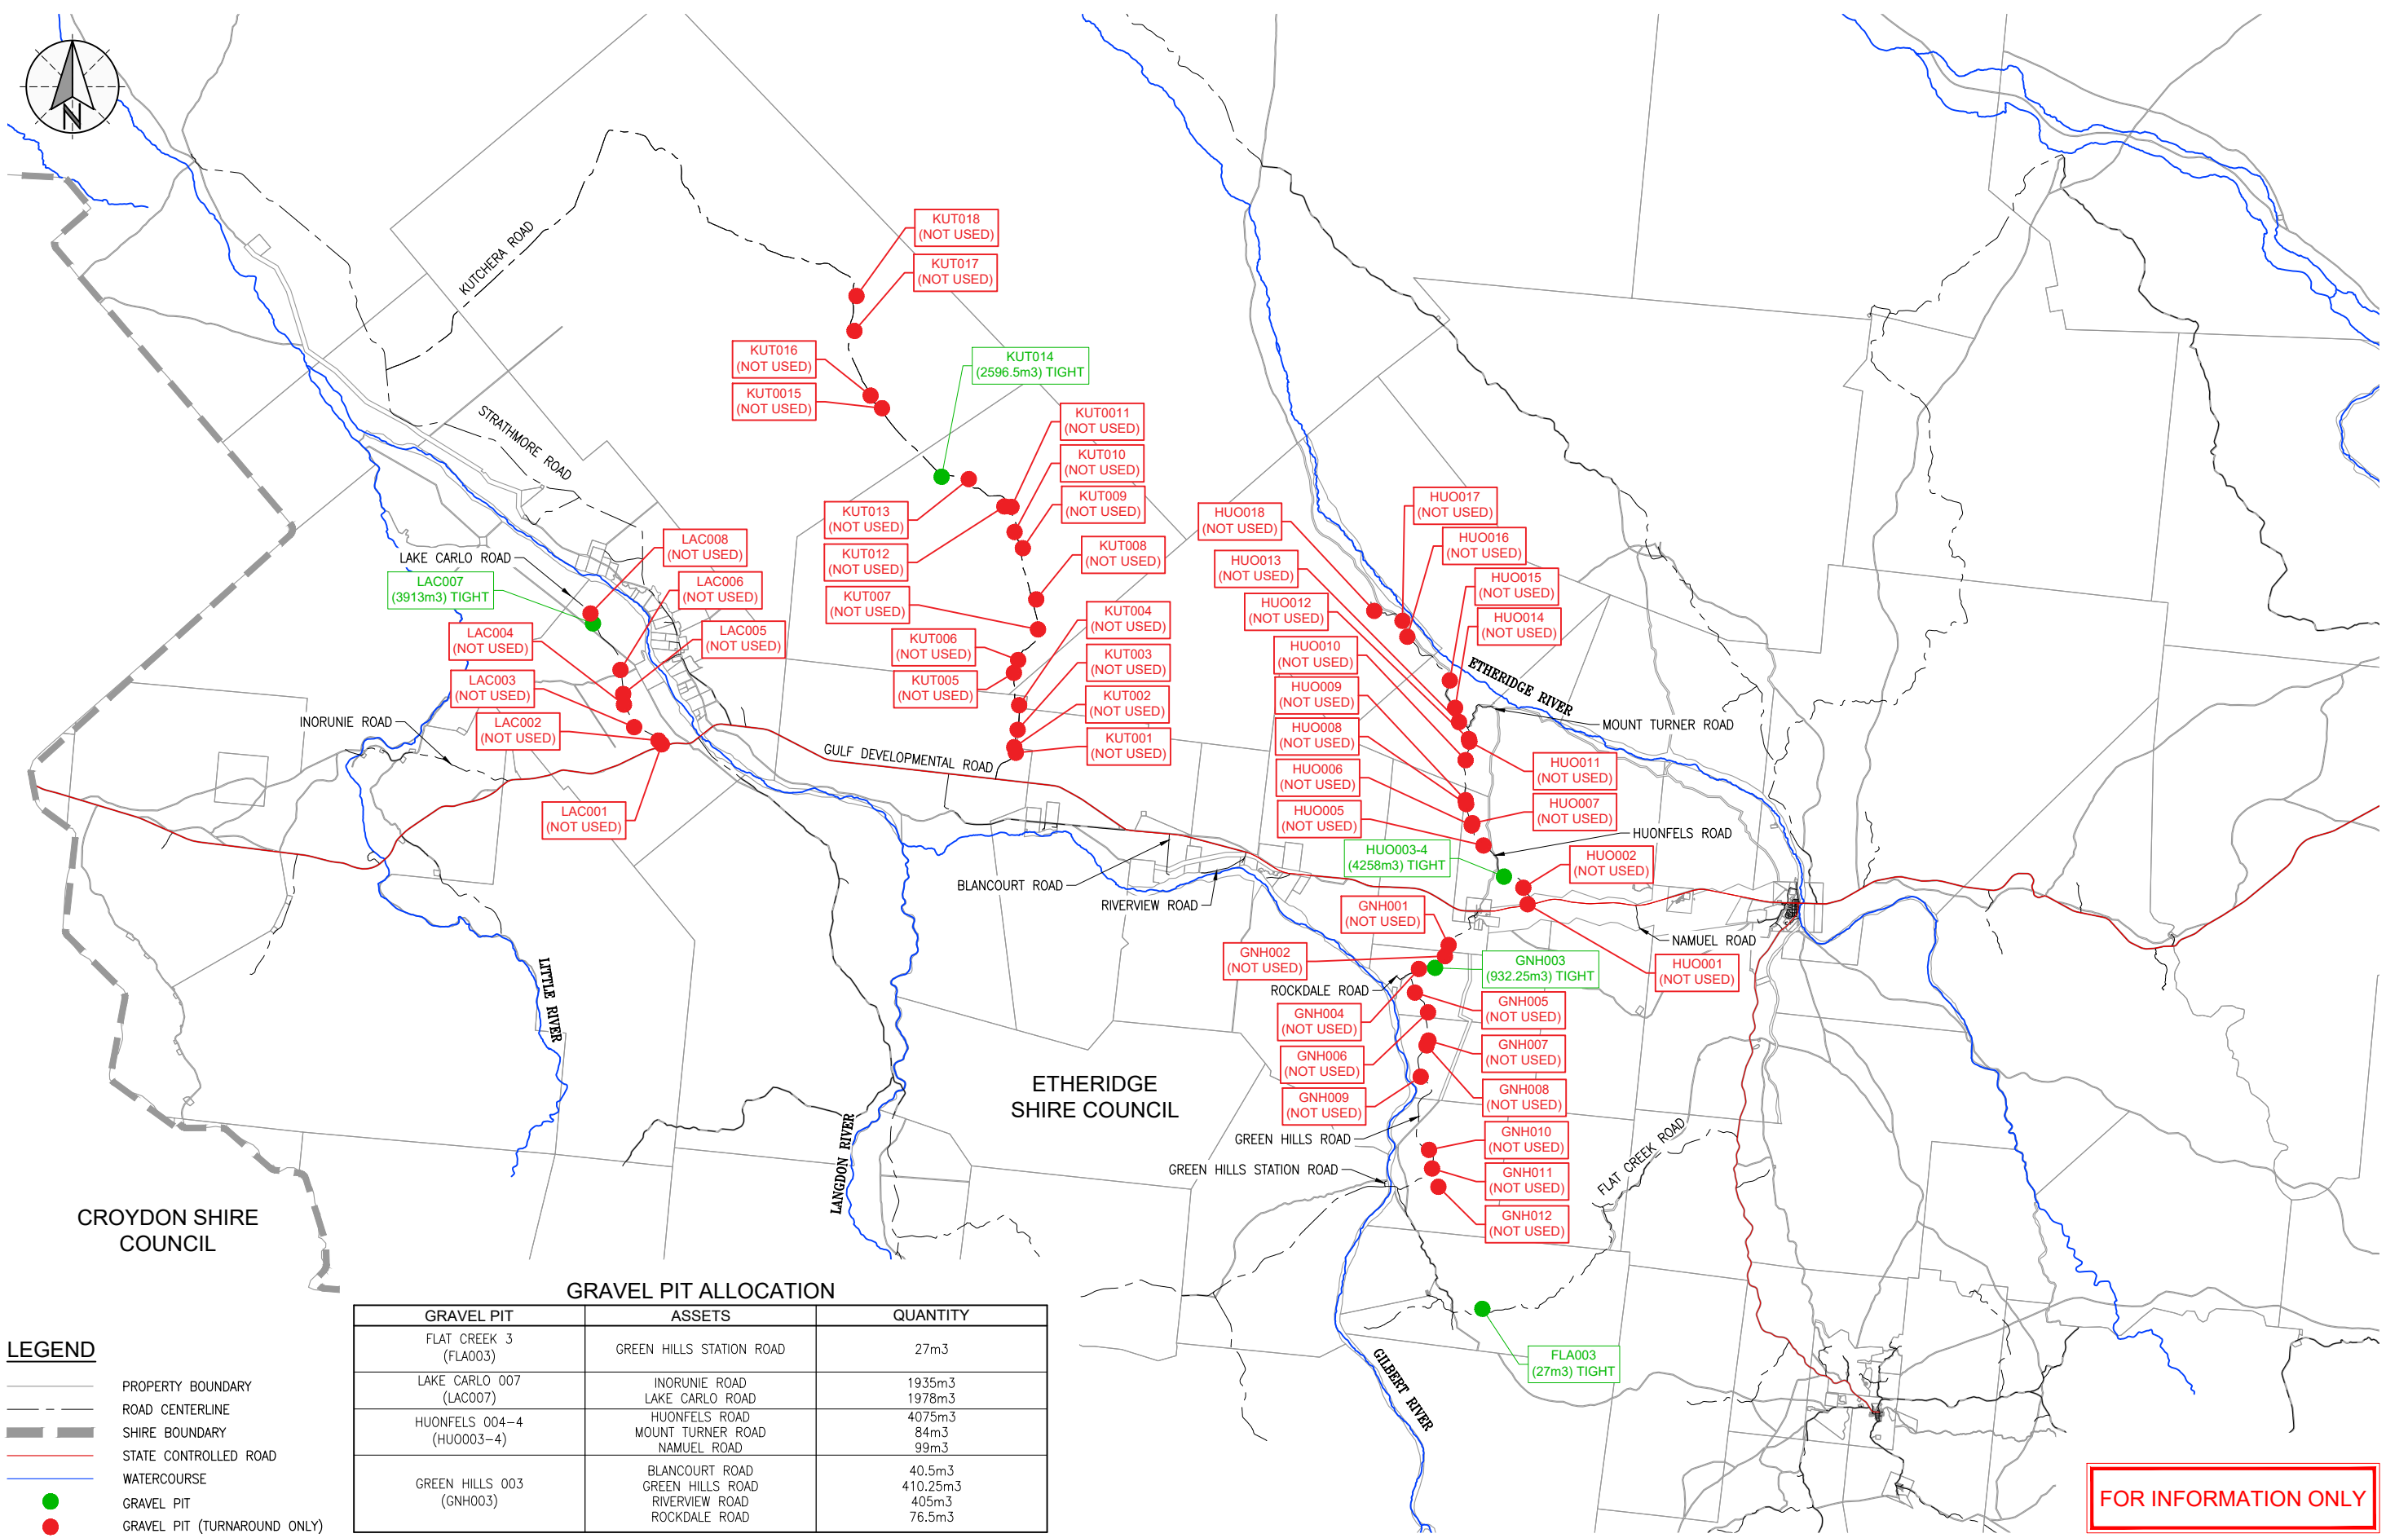 N
KUTCHERA ROAD
KUT018
(NOT USED)
KUT017
(NOT USED)
KUT016
(NOT USED)
KUT0015
(NOT USED)
KUT014
(2596.5m3) TIGHT
KUT0011
(NOT USED)
KUT010
(NOT USED)
KUT009
(NOT USED)
KUT013
(NOT USED)
KUT012
(NOT USED)
KUT008
(NOT USED)
KUT007
(NOT USED)
KUT006
(NOT USED)
KUT005
(NOT USED)
KUT004
(NOT USED)
KUT003
(NOT USED)
KUT002
(NOT USED)
KUT001
(NOT USED)
STRATHMORE ROAD
LAKE CARLO ROAD
LAC008
(NOT USED)
LAC007
(3913m3) TIGHT
LAC006
(NOT USED)
LAC005
(NOT USED)
LAC004
(NOT USED)
LAC003
(NOT USED)
LAC002
(NOT USED)
LAC001
(NOT USED)
INORUNIE ROAD
GULF DEVELOPMENTAL ROAD
HUO018
(NOT USED)
HUO017
(NOT USED)
HUO016
(NOT USED)
HUO013
(NOT USED)
HUO015
(NOT USED)
HUO012
(NOT USED)
HUO014
(NOT USED)
HUO010
(NOT USED)
HUO009
(NOT USED)
HUO008
(NOT USED)
HUO011
(NOT USED)
HUO006
(NOT USED)
HUO007
(NOT USED)
HUO005
(NOT USED)
HUO003-4
(4258m3) TIGHT
HUO002
(NOT USED)
HUO001
(NOT USED)
ETHERIDGE RIVER
MOUNT TURNER ROAD
HUONFELS ROAD
NAMUEL ROAD
BLANCOURT ROAD
RIVERVIEW ROAD
GNH001
(NOT USED)
GNH002
(NOT USED)
GNH003
(932.25m3) TIGHT
ROCKDALE ROAD
GNH004
(NOT USED)
GNH005
(NOT USED)
GNH006
(NOT USED)
GNH007
(NOT USED)
GNH008
(NOT USED)
GNH009
(NOT USED)
GNH010
(NOT USED)
GNH011
(NOT USED)
GNH012
(NOT USED)
GREEN HILLS ROAD
GREEN HILLS STATION ROAD
FLAT CREEK ROAD
FLA003
(27m3) TIGHT
LITTLE RIVER
LANGDON RIVER
GILBERT RIVER
ETHERIDGE
SHIRE COUNCIL
CROYDON SHIRE
COUNCIL
GRAVEL PIT ALLOCATION
GRAVEL PIT ASSETS QUANTITY
FLAT CREEK 3
(FLA003)
GREEN HILLS STATION ROAD 27m3
LAKE CARLO 007
(LAC007)
INORUNIE ROAD 1935m3
LAKE CARLO ROAD 1978m3
HUONFELS 004-4
(HUO003-4)
HUONFELS ROAD 4075m3
MOUNT TURNER ROAD 84m3
NAMUEL ROAD 99m3
GREEN HILLS 003
(GNH003)
BLANCOURT ROAD 40.5m3
GREEN HILLS ROAD 410.25m3
RIVERVIEW ROAD 405m3
ROCKDALE ROAD 76.5m3
LEGEND
PROPERTY BOUNDARY
ROAD CENTERLINE
SHIRE BOUNDARY
STATE CONTROLLED ROAD
WATERCOURSE
GRAVEL PIT
GRAVEL PIT (TURNAROUND ONLY)
FOR INFORMATION ONLY